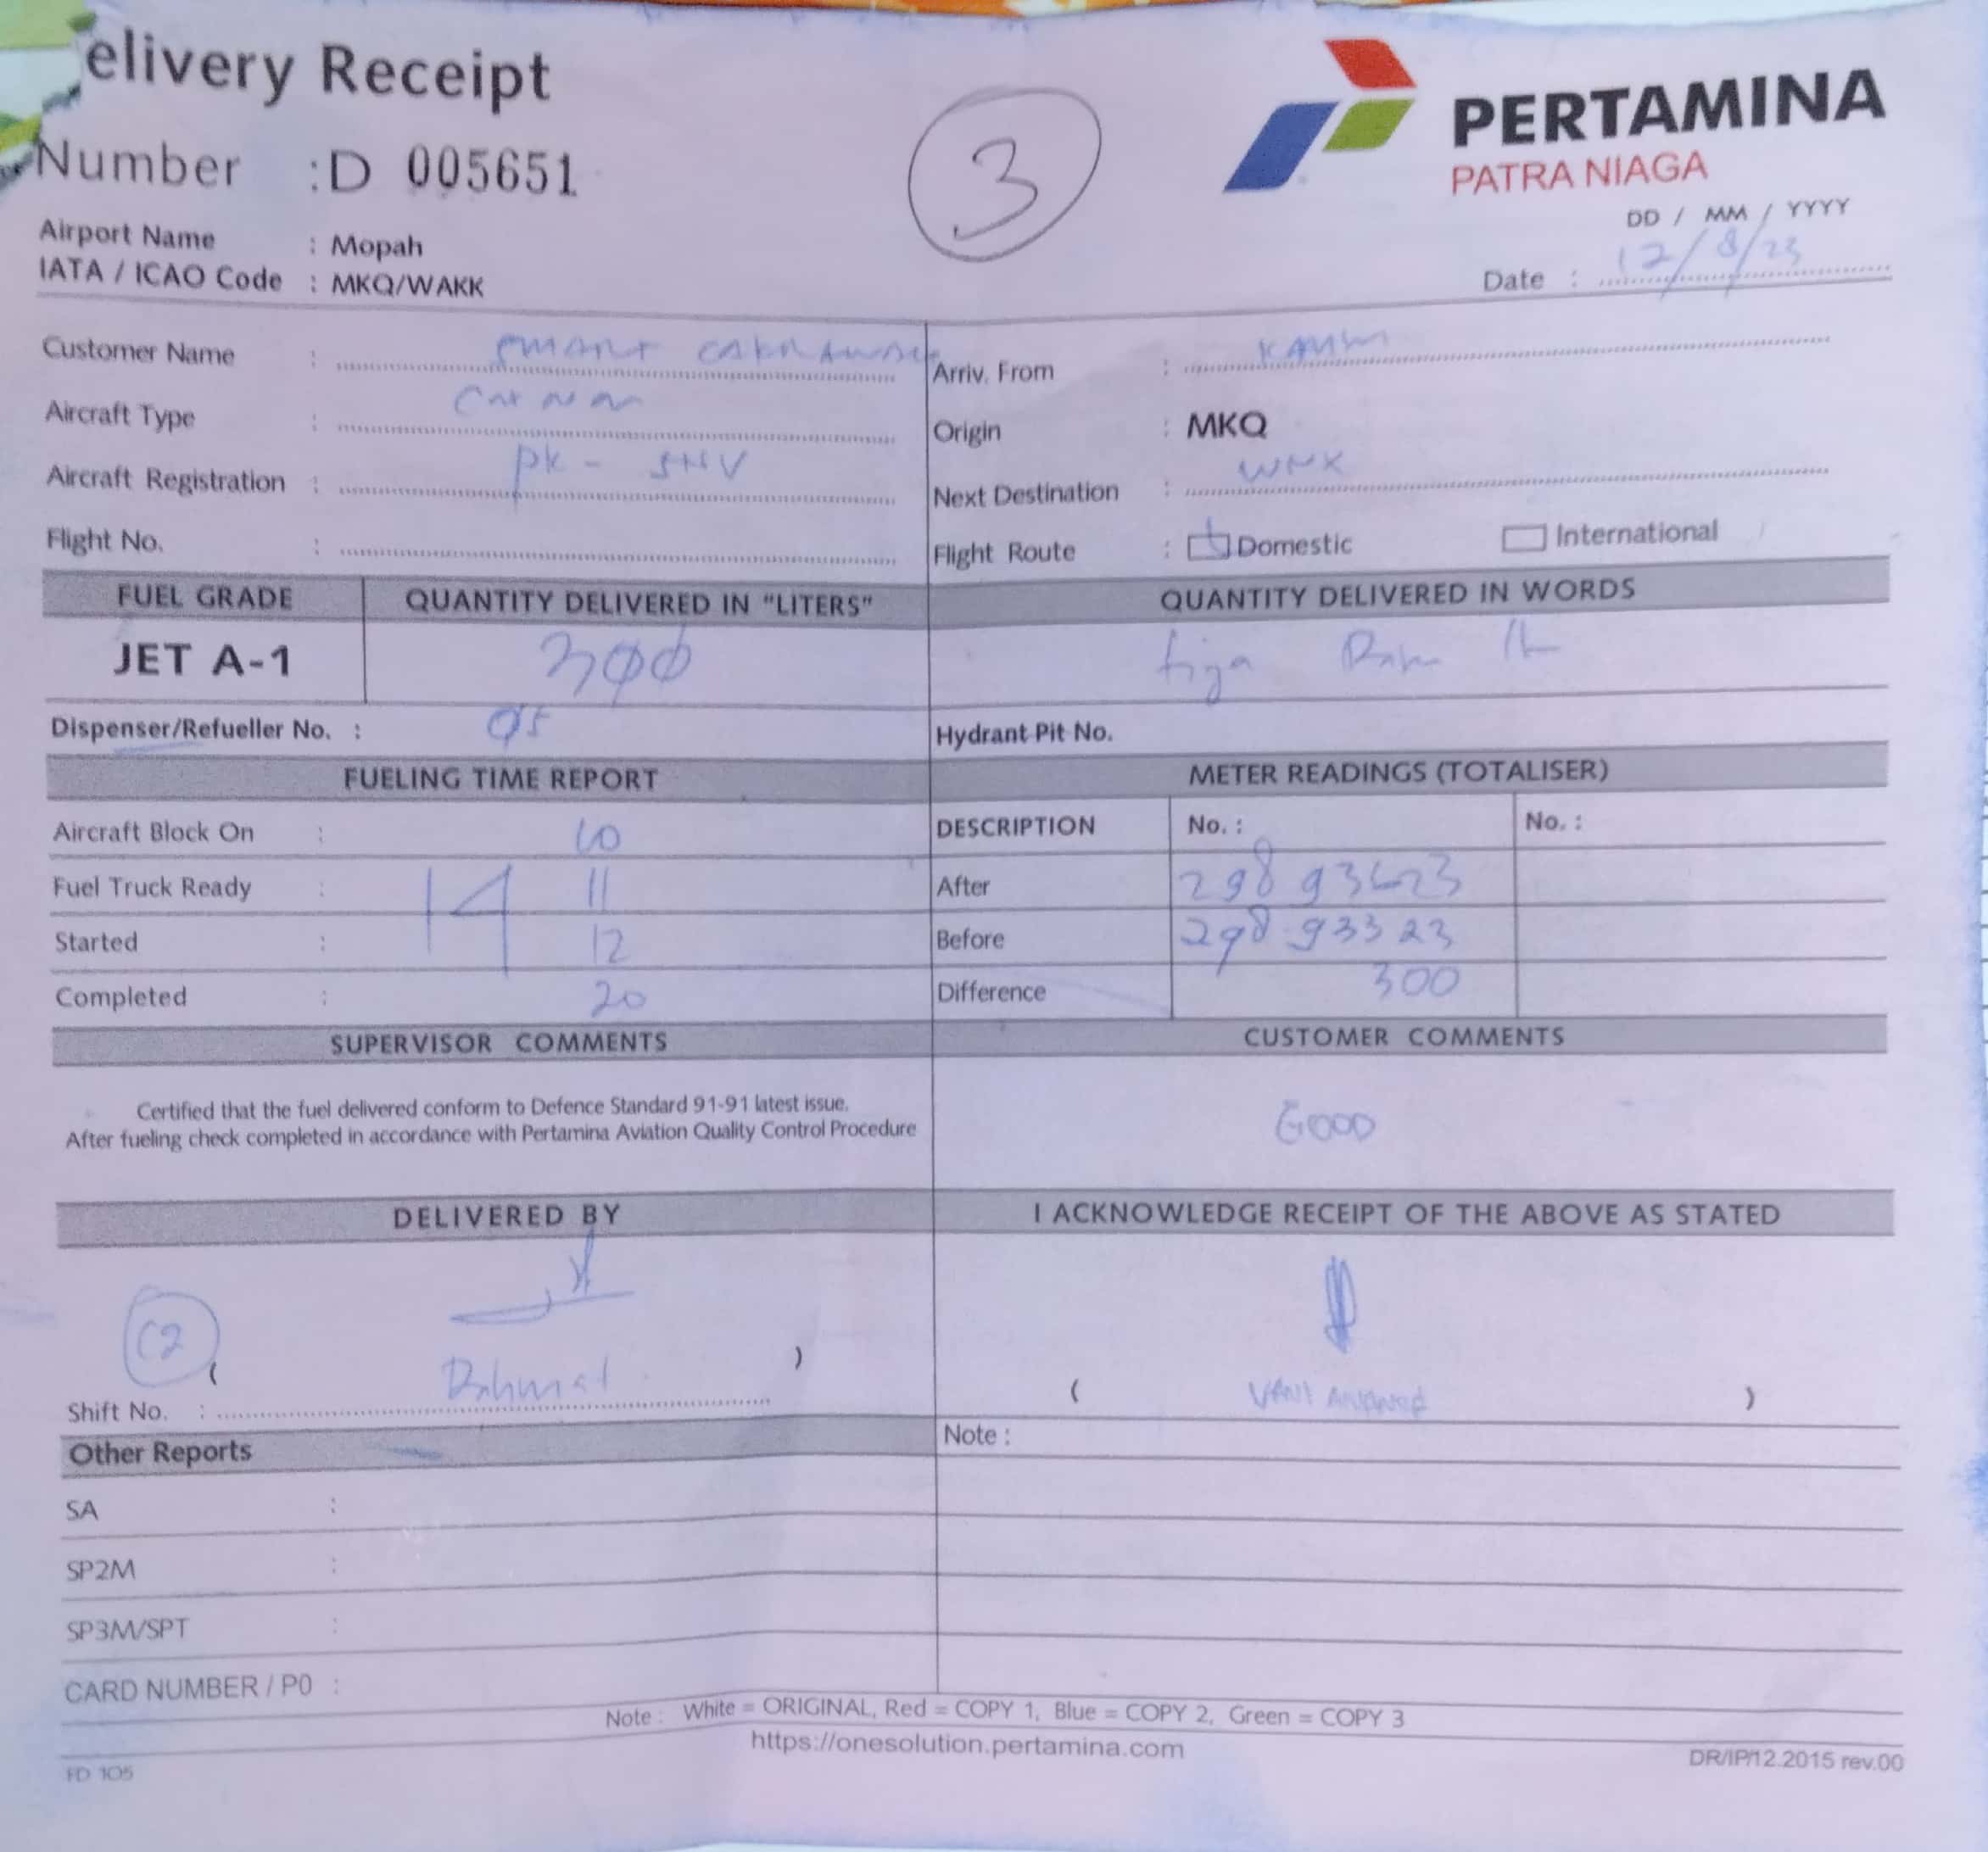 elivery Receipt
Number : D 005651
3
PERTAMINA
PATRA NIAGA
Airport Name : Mopah
IATA / ICAO Code : MKQ/WAKK
DD / MM / YYYY
Date : 12/8/23
Customer Name :
Arriv. From :
Aircraft Type :
Origin : MKQ
Aircraft Registration : PK - SNV
Next Destination :
Flight No. :
Flight Route : Domestic International
FUEL GRADE QUANTITY DELIVERED IN "LITERS" QUANTITY DELIVERED IN WORDS
JET A-1 300 tiga
Dispenser/Refueller No. : 05 Hydrant Pit No.
FUELING TIME REPORT METER READINGS (TOTALISER)
Aircraft Block On : 10 DESCRIPTION No. : No. :
Fuel Truck Ready : 14 11 After 298 93623
Started : 12 Before 298 93323
Completed : 20 Difference 300
SUPERVISOR COMMENTS CUSTOMER COMMENTS
Certified that the fuel delivered conform to Defence Standard 91-91 latest issue.
After fueling check completed in accordance with Pertamina Aviation Quality Control Procedure
GOOD
DELIVERED BY I ACKNOWLEDGE RECEIPT OF THE ABOVE AS STATED
C2
( Rahmat )
Shift No. :
( )
Other Reports Note :
SA :
SP2M :
SP3M/SPT :
CARD NUMBER / P0 :
Note : White = ORIGINAL, Red = COPY 1, Blue = COPY 2, Green = COPY 3
https://onesolution.pertamina.com
FD 105 DR/IP/12.2015 rev.00